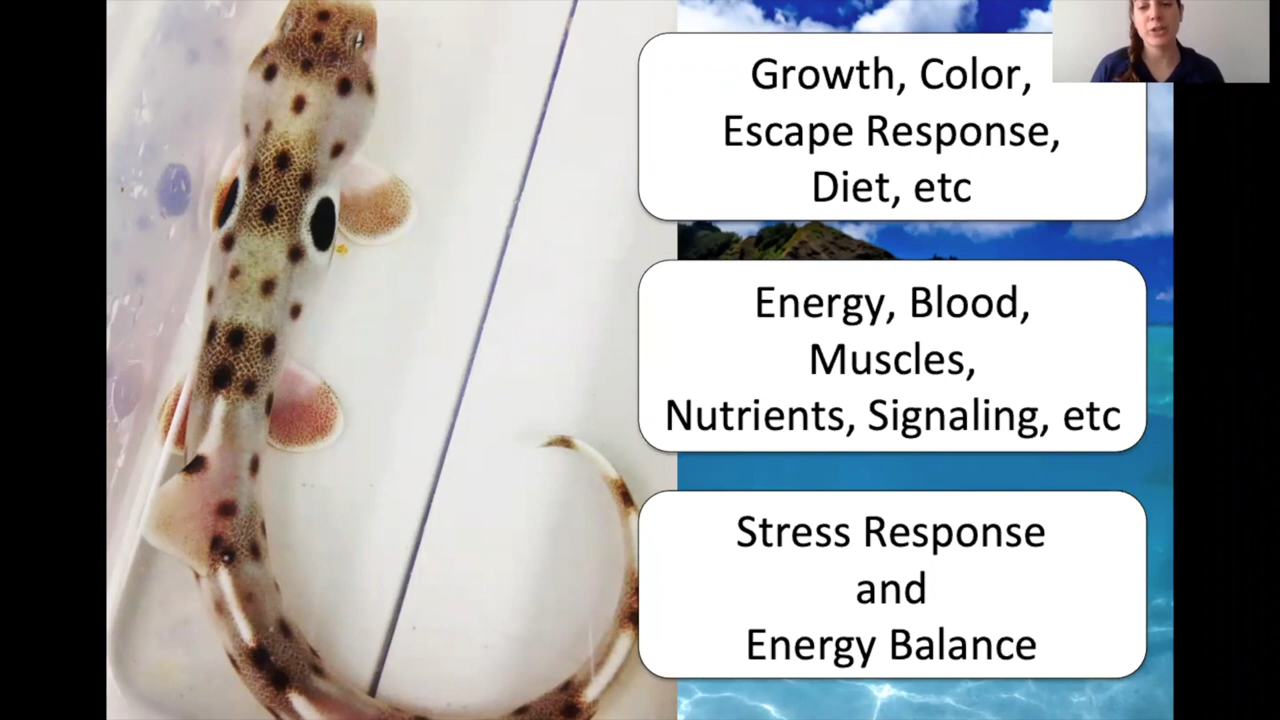 Growth, Color,
Escape Response,
Diet, etc
Energy, Blood,
Muscles,
Nutrients, Signaling, etc
Stress Response
and
Energy Balance